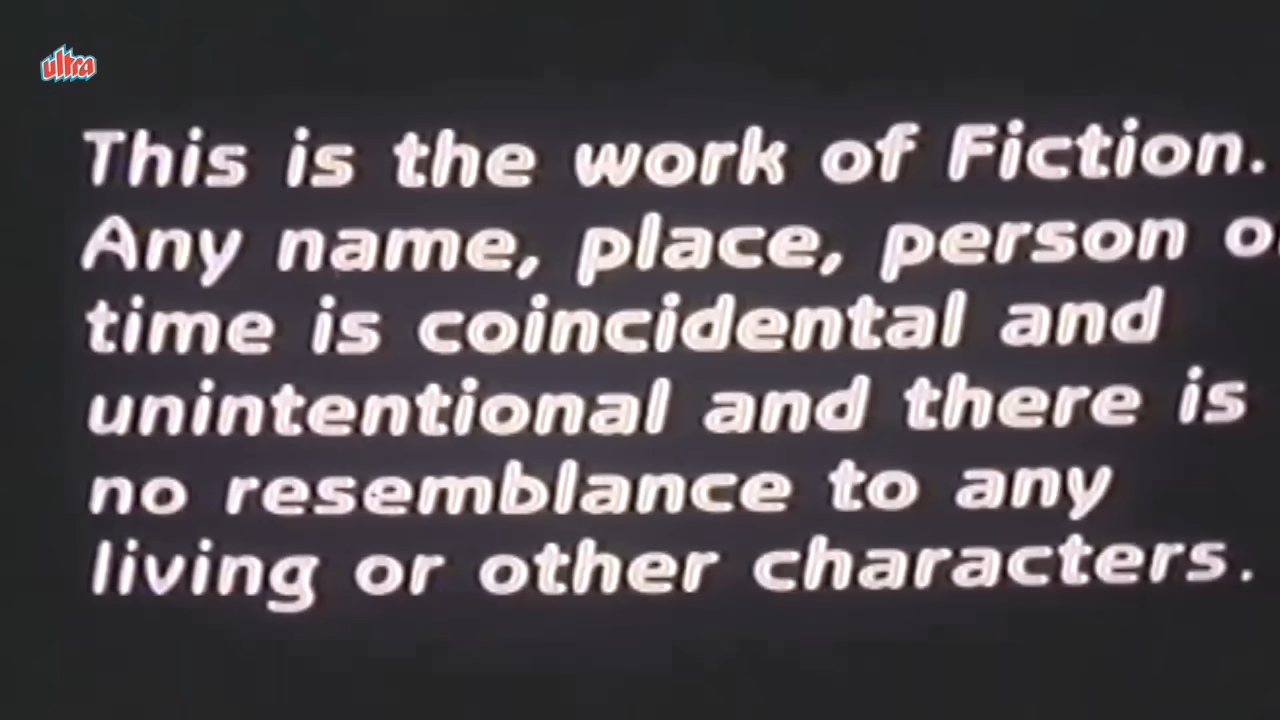 ultra
This is the work of Fiction.
Any name, place, person o
time is coincidental and
unintentional and there is
no resemblance to any
living or other characters.